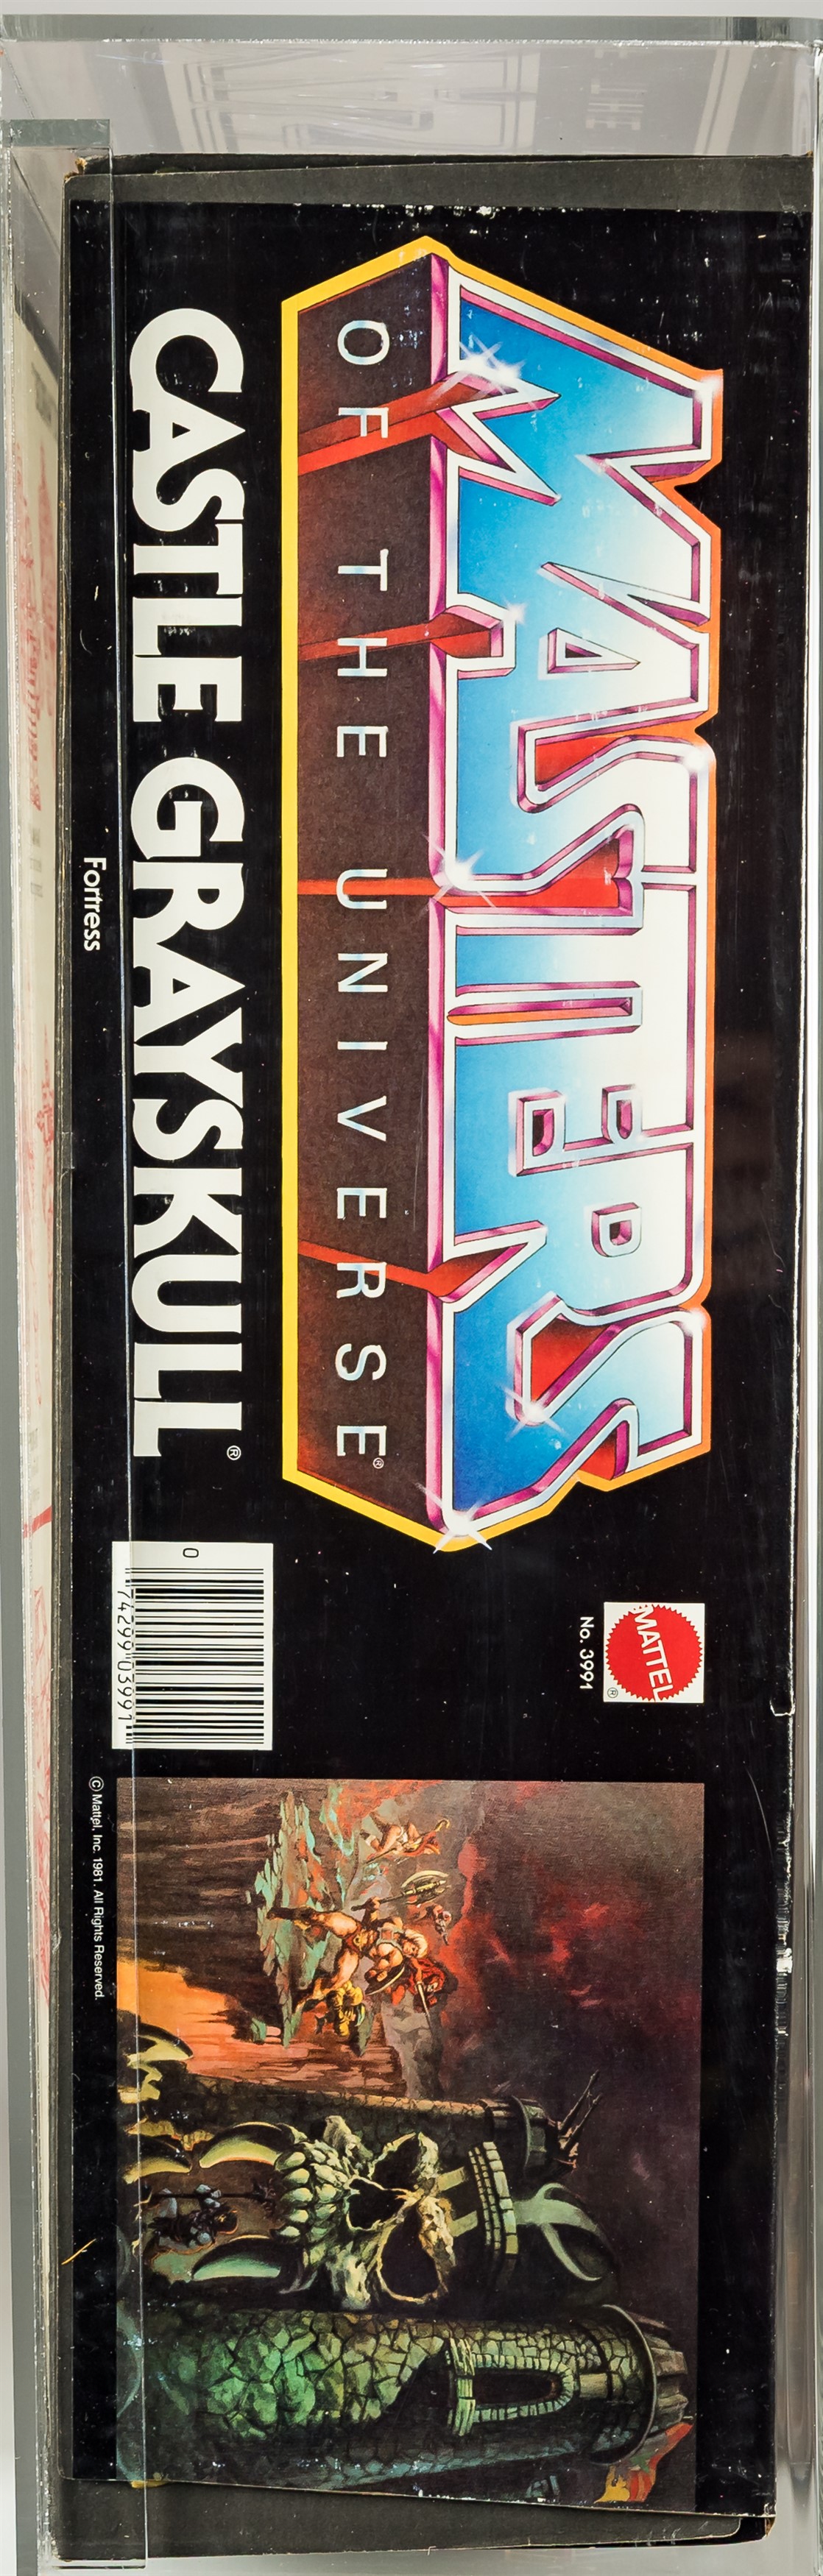 MASTERS
OF THE UNIVERSE®
CASTLE GRAYSKULL®
Fortress
MATTEL®
No. 3991
0 74299 03991
© Mattel, Inc. 1981. All Rights Reserved.